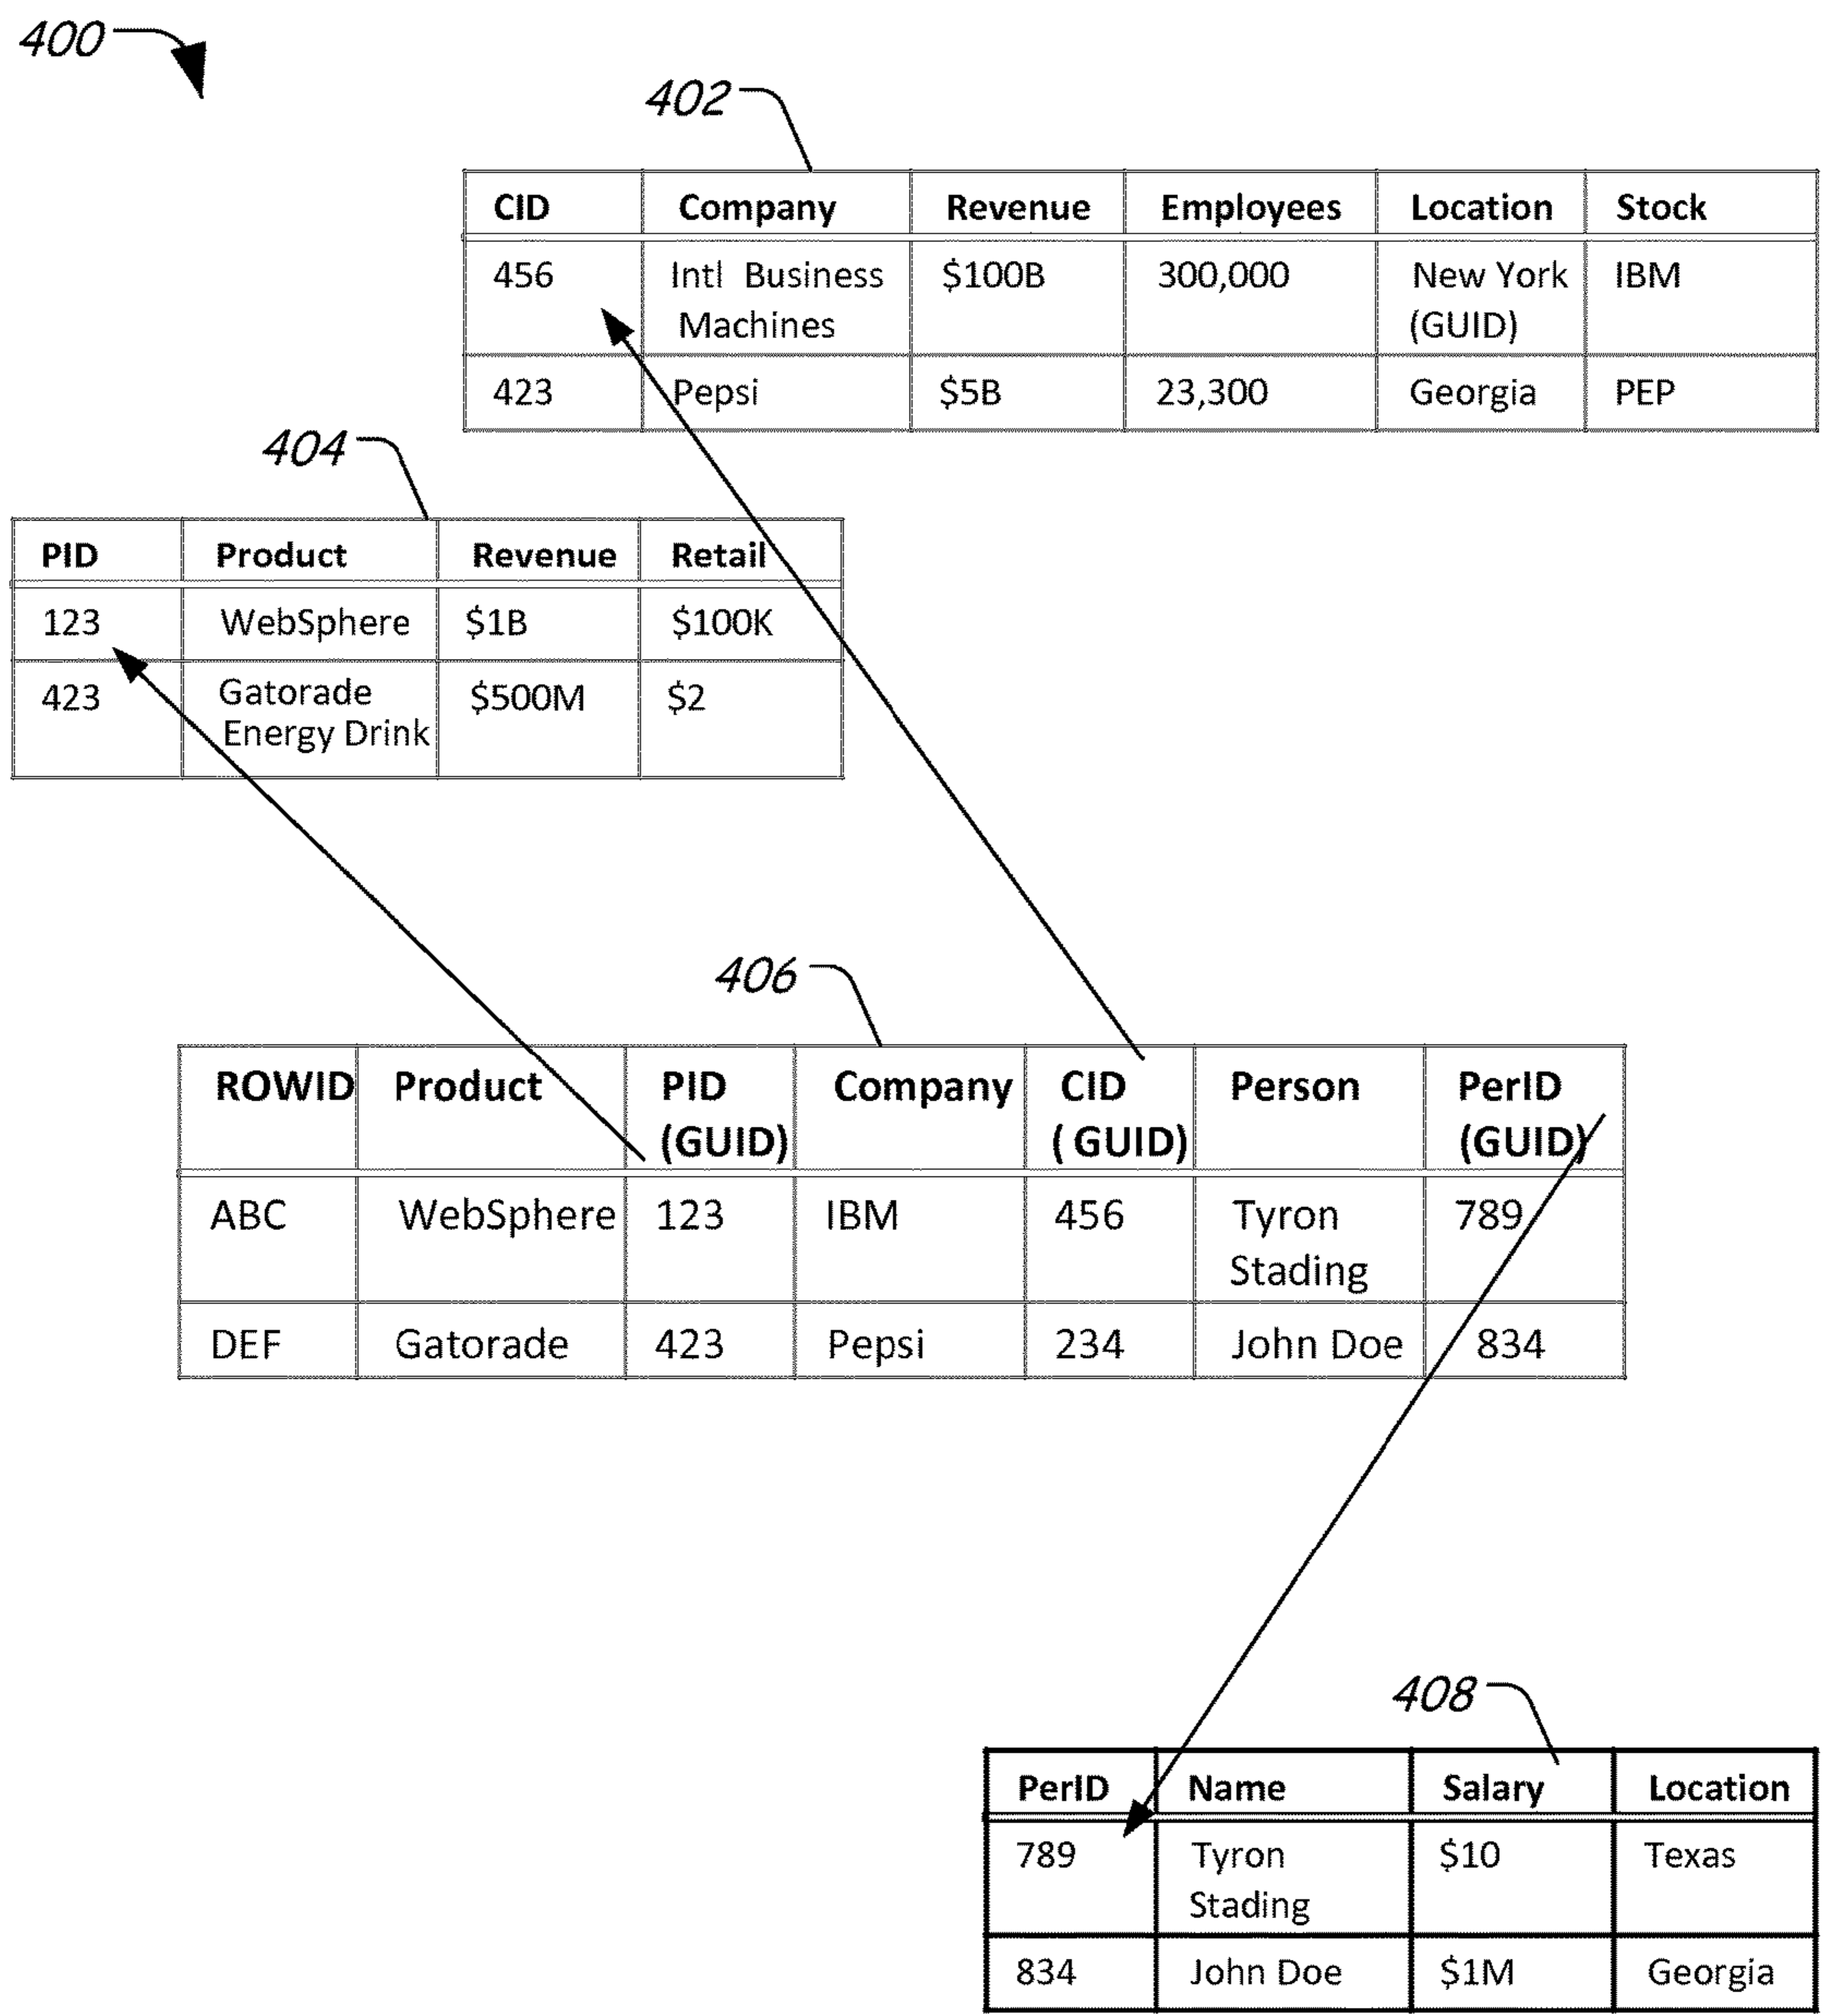 400
402
CID Company Revenue Employees Location Stock
456 Intl Business $100B 300,000 New York IBM
Machines (GUID)
423 Pepsi $5B 23,300 Georgia PEP
404
PID Product Revenue Retail
123 WebSphere $1B $100K
423 Gatorade $500M $2
Energy Drink
406
ROWID Product PID Company CID Person PerID
(GUID) ( GUID) (GUID)
ABC WebSphere 123 IBM 456 Tyron 789
Stading
DEF Gatorade 423 Pepsi 234 John Doe 834
408
PerID Name Salary Location
789 Tyron $10 Texas
Stading
834 John Doe $1M Georgia